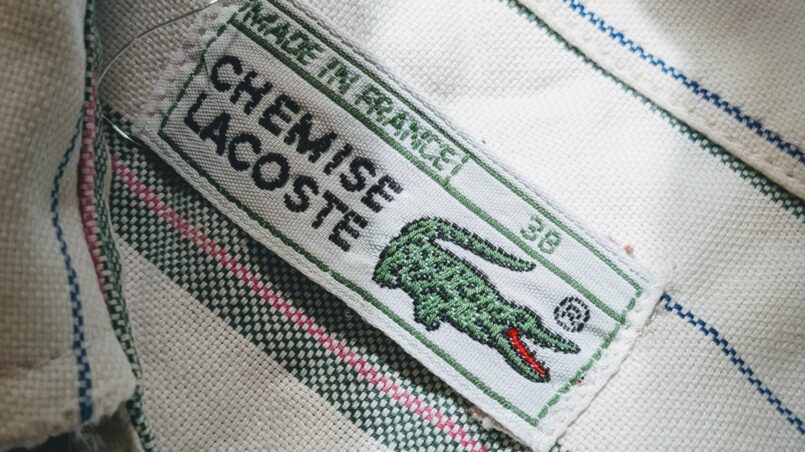 MADE IN FRANCE 38
CHEMISE
LACOSTE
®